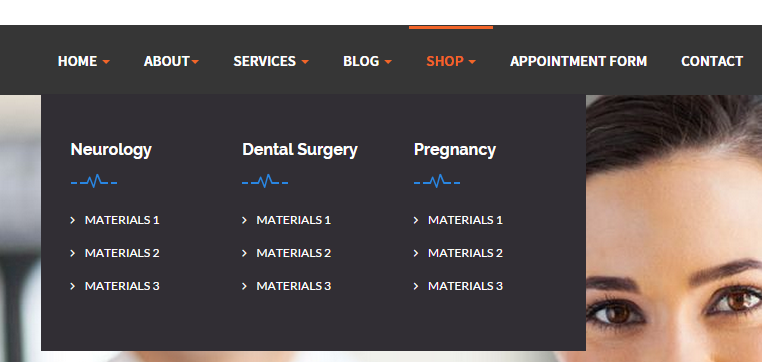 HOME ABOUT SERVICES BLOG SHOP APPOINTMENT FORM CONTACT
Neurology Dental Surgery Pregnancy
MATERIALS 1 MATERIALS 1 MATERIALS 1
MATERIALS 2 MATERIALS 2 MATERIALS 2
MATERIALS 3 MATERIALS 3 MATERIALS 3